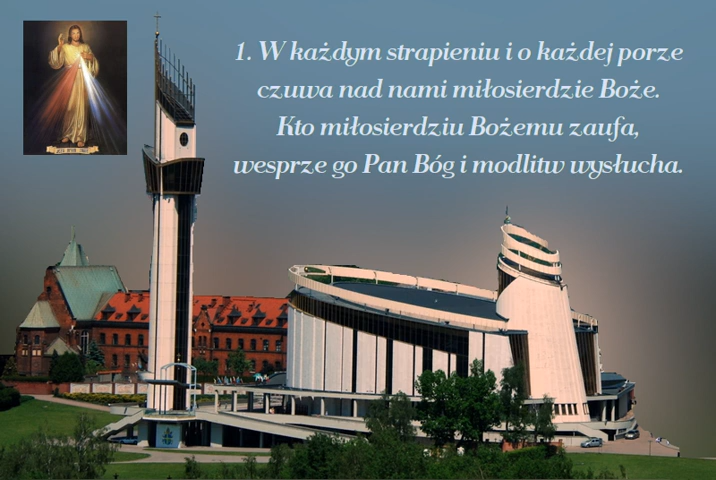 1. W każdym strapieniu i o każdej porze
czuwa nad nami miłosierdzie Boże.
Kto miłosierdziu Bożemu zaufa,
wesprze go Pan Bóg i modlitw wysłucha.